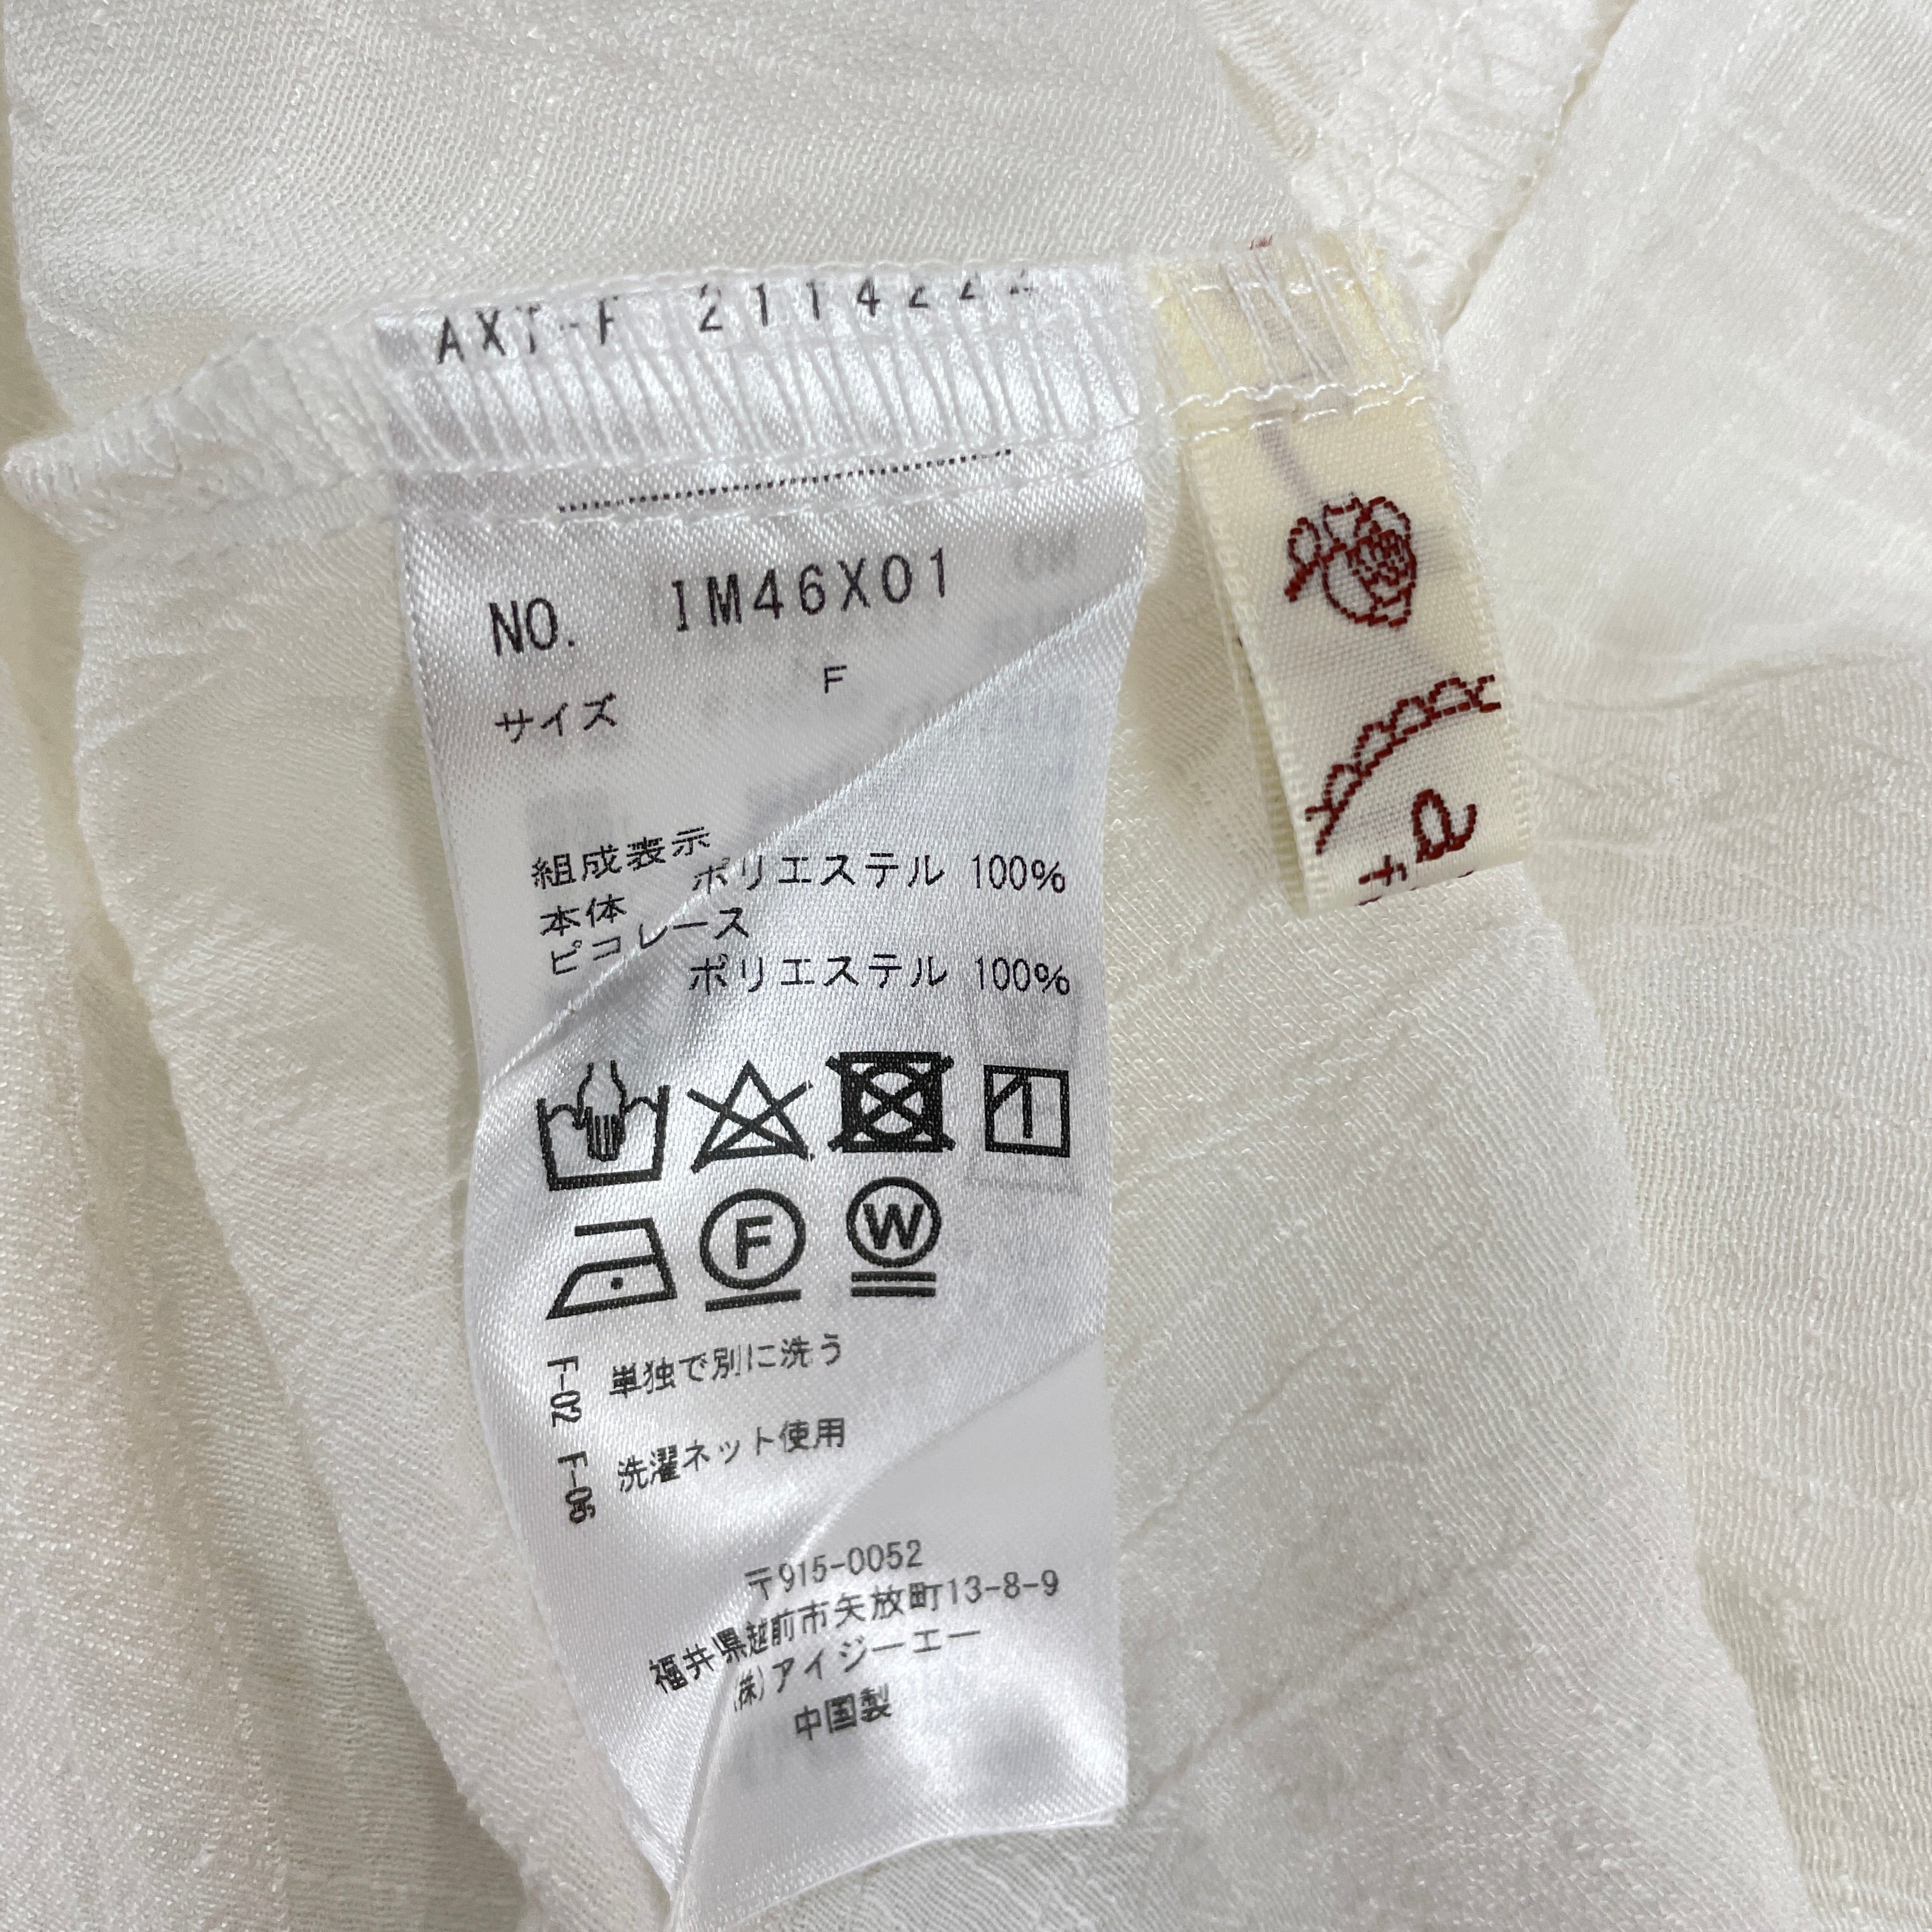 AXT-F 2114222
NO. IM46X01
サイズ F
組成表示
本体 ポリエステル 100%
ピコレース
ポリエステル 100%
F
W
F-02 単独で別に洗う
F-06 洗濯ネット使用
〒915-0052
福井県越前市矢放町13-8-9
(株)アイジーエー
中国製